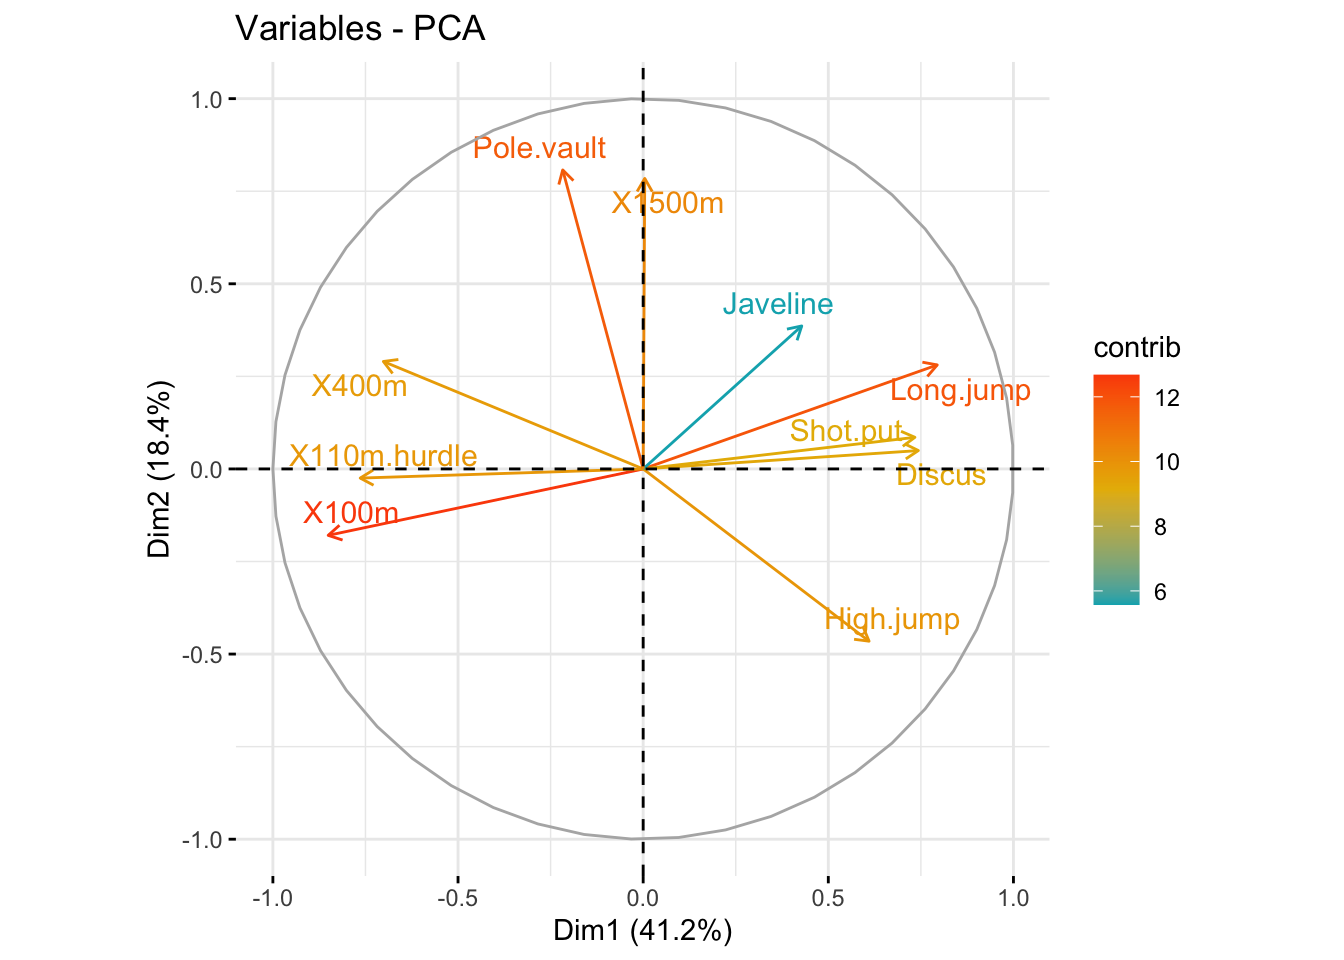 Variables - PCA
1.0
0.5
0.0
-0.5
-1.0
Dim2 (18.4%)
Pole.vault
X1500m
Javeline
X400m
Long.jump
Shot.put
X110m.hurdle
Discus
X100m
High.jump
-1.0
-0.5
0.0
0.5
1.0
Dim1 (41.2%)
contrib
12
10
8
6